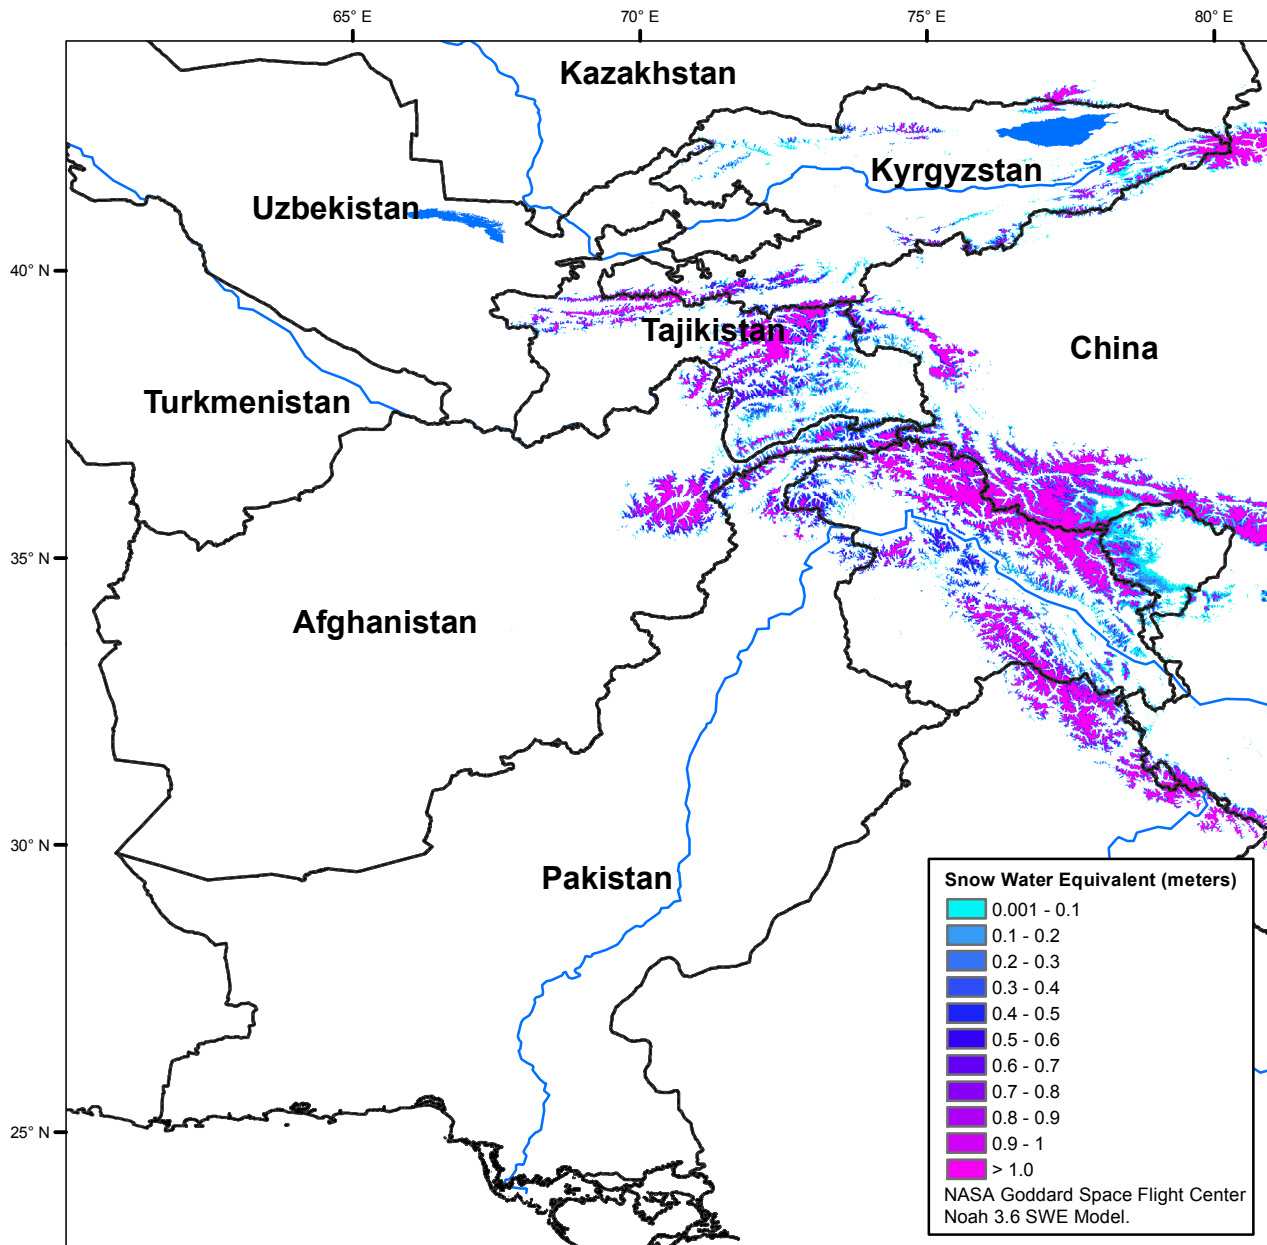 65° E
70° E
75° E
80° E
Kazakhstan
Kyrgyzstan
Uzbekistan
40° N
Tajikistan
China
Turkmenistan
35° N
Afghanistan
30° N
Pakistan
25° N
Snow Water Equivalent (meters)
0.001 - 0.1
0.1 - 0.2
0.2 - 0.3
0.3 - 0.4
0.4 - 0.5
0.5 - 0.6
0.6 - 0.7
0.7 - 0.8
0.8 - 0.9
0.9 - 1
> 1.0
NASA Goddard Space Flight Center
Noah 3.6 SWE Model.